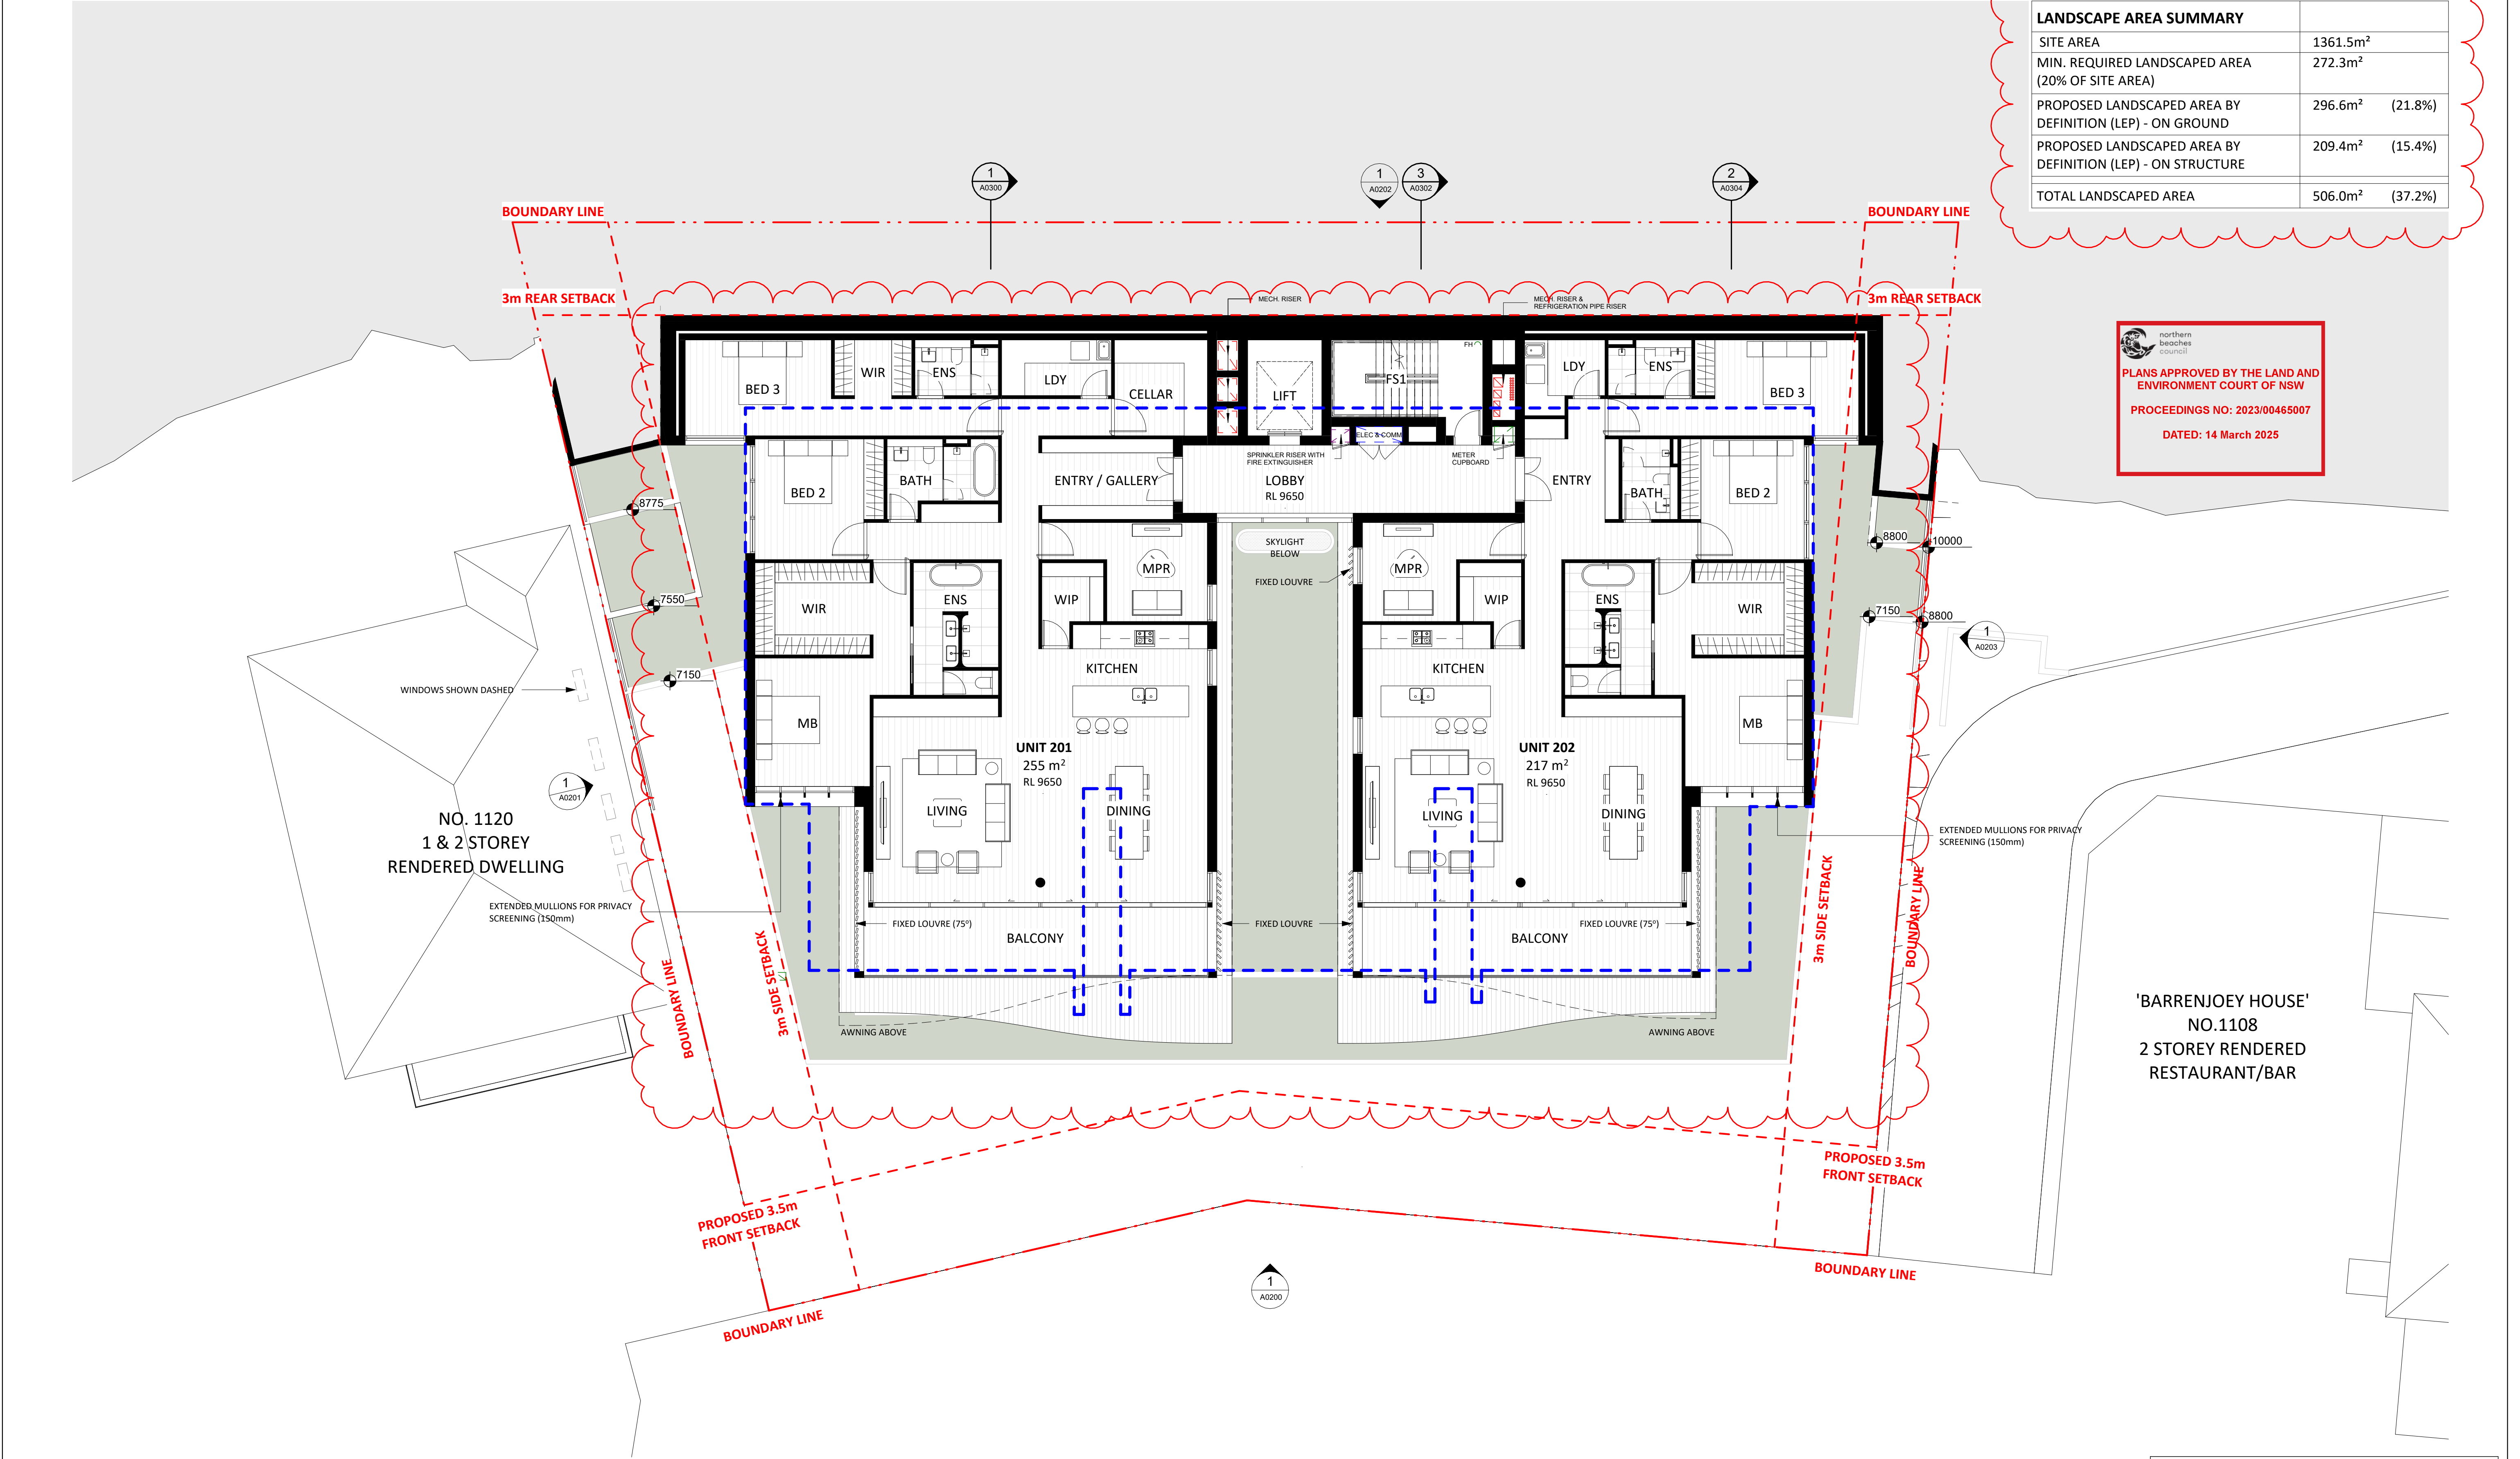 LANDSCAPE AREA SUMMARY
SITE AREA 1361.5m²
MIN. REQUIRED LANDSCAPED AREA 272.3m²
(20% OF SITE AREA)
PROPOSED LANDSCAPED AREA BY 296.6m² (21.8%)
DEFINITION (LEP) - ON GROUND
PROPOSED LANDSCAPED AREA BY 209.4m² (15.4%)
DEFINITION (LEP) - ON STRUCTURE
TOTAL LANDSCAPED AREA 506.0m² (37.2%)
1
A0300
1
A0202
3
A0302
2
A0304
BOUNDARY LINE
BOUNDARY LINE
3m REAR SETBACK
MECH. RISER
MECH. RISER &
REFRIGERATION PIPE RISER
3m REAR SETBACK
northern
beaches
council
PLANS APPROVED BY THE LAND AND
ENVIRONMENT COURT OF NSW
PROCEEDINGS NO: 2023/00465007
DATED: 14 March 2025
BED 3
WIR
ENS
LDY
CELLAR
LIFT
FS1
FH
LDY
ENS
BED 3
ELEC & COMM
SPRINKLER RISER WITH
FIRE EXTINGUISHER
METER
CUPBOARD
BED 2
BATH
ENTRY / GALLERY
LOBBY
RL 9650
ENTRY
BATH
BED 2
8775
SKYLIGHT
BELOW
8800
10000
MPR
FIXED LOUVRE
MPR
7550
WIR
ENS
WIP
WIP
ENS
WIR
7150
8800
1
A0203
KITCHEN
KITCHEN
7150
WINDOWS SHOWN DASHED
MB
MB
UNIT 201
255 m²
RL 9650
UNIT 202
217 m²
RL 9650
1
A0201
LIVING
DINING
LIVING
DINING
NO. 1120
1 & 2 STOREY
RENDERED DWELLING
EXTENDED MULLIONS FOR PRIVACY
SCREENING (150mm)
EXTENDED MULLIONS FOR PRIVACY
SCREENING (150mm)
FIXED LOUVRE (75º)
FIXED LOUVRE
FIXED LOUVRE (75º)
BALCONY
BALCONY
BOUNDARY LINE
3m SIDE SETBACK
3m SIDE SETBACK
BOUNDARY LINE
AWNING ABOVE
AWNING ABOVE
'BARRENJOEY HOUSE'
NO.1108
2 STOREY RENDERED
RESTAURANT/BAR
PROPOSED 3.5m
FRONT SETBACK
PROPOSED 3.5m
FRONT SETBACK
BOUNDARY LINE
1
A0200
BOUNDARY LINE